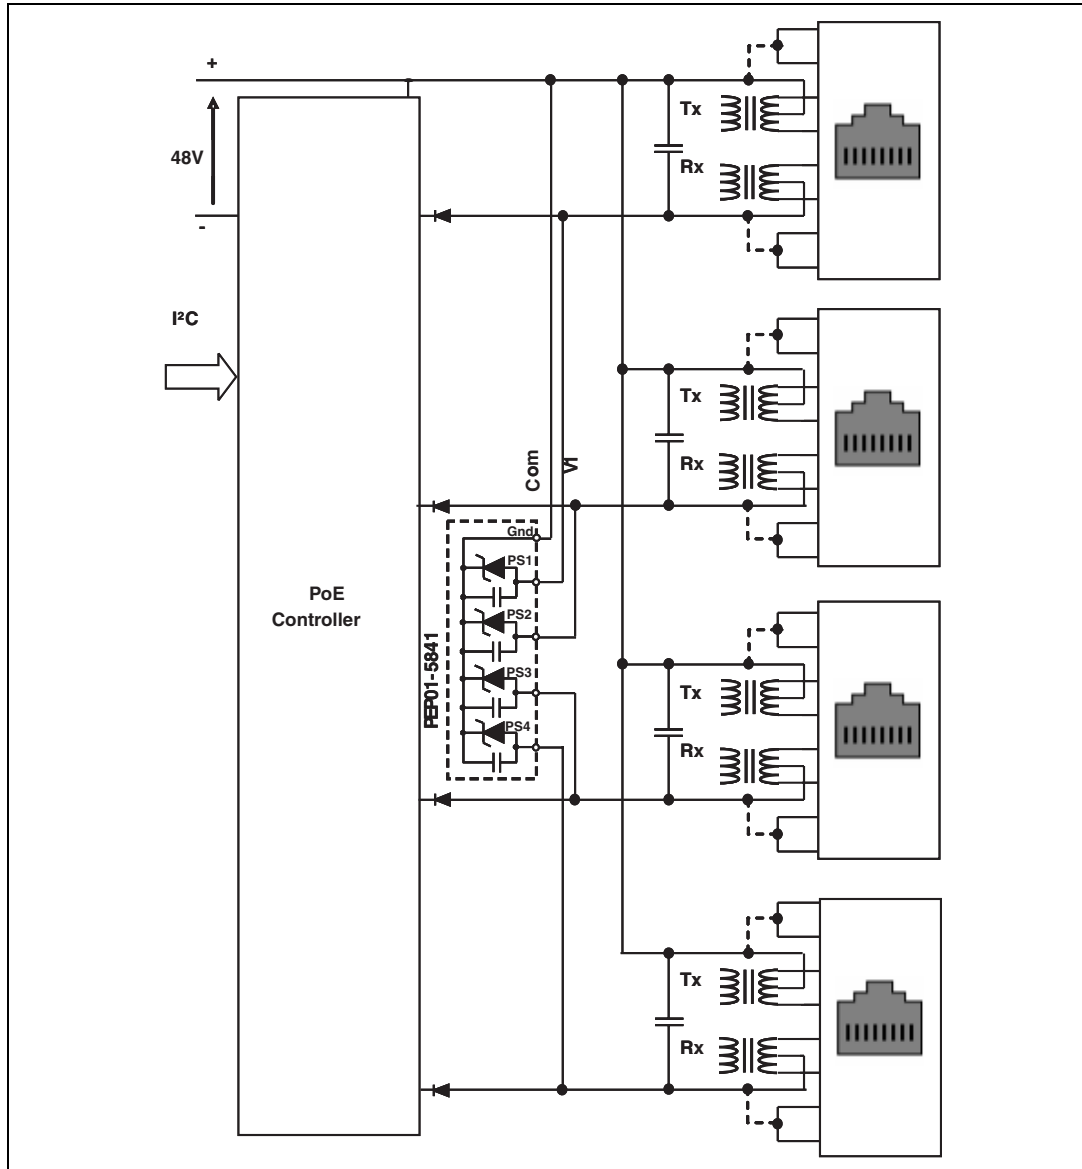 +
48V
-
I²C
PoE
Controller
Com
V1
Gnd
PS1
PS2
PS3
PS4
PEP01-5841
Tx
Rx
Tx
Rx
Tx
Rx
Tx
Rx